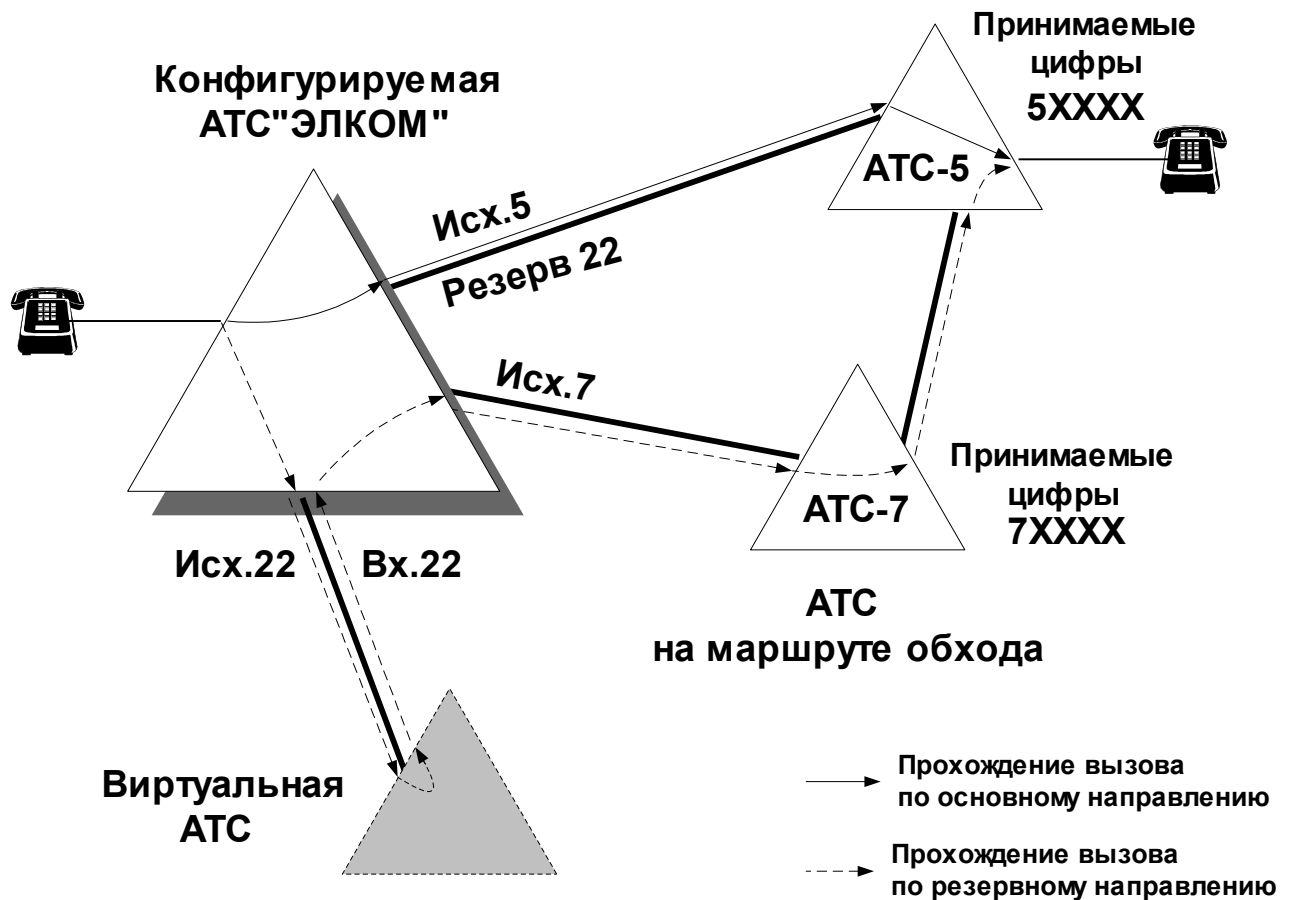 Принимаемые
цифры
5XXXX
Конфигурируемая
АТС"ЭЛКОМ"
АТС-5
Исх.5
Резерв 22
Исх.7
Принимаемые
цифры
7XXXX
АТС-7
Исх.22
Вх.22
АТС
на маршруте обхода
Виртуальная
АТС
Прохождение вызова
по основному направлению
Прохождение вызова
по резервному направлению